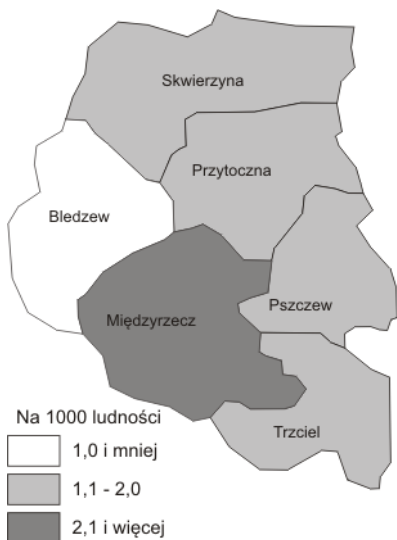 Skwierzyna
Przytoczna
Bledzew
Pszczew
Międzyrzecz
Trzciel
Na 1000 ludności
1,0 i mniej
1,1 - 2,0
2,1 i więcej